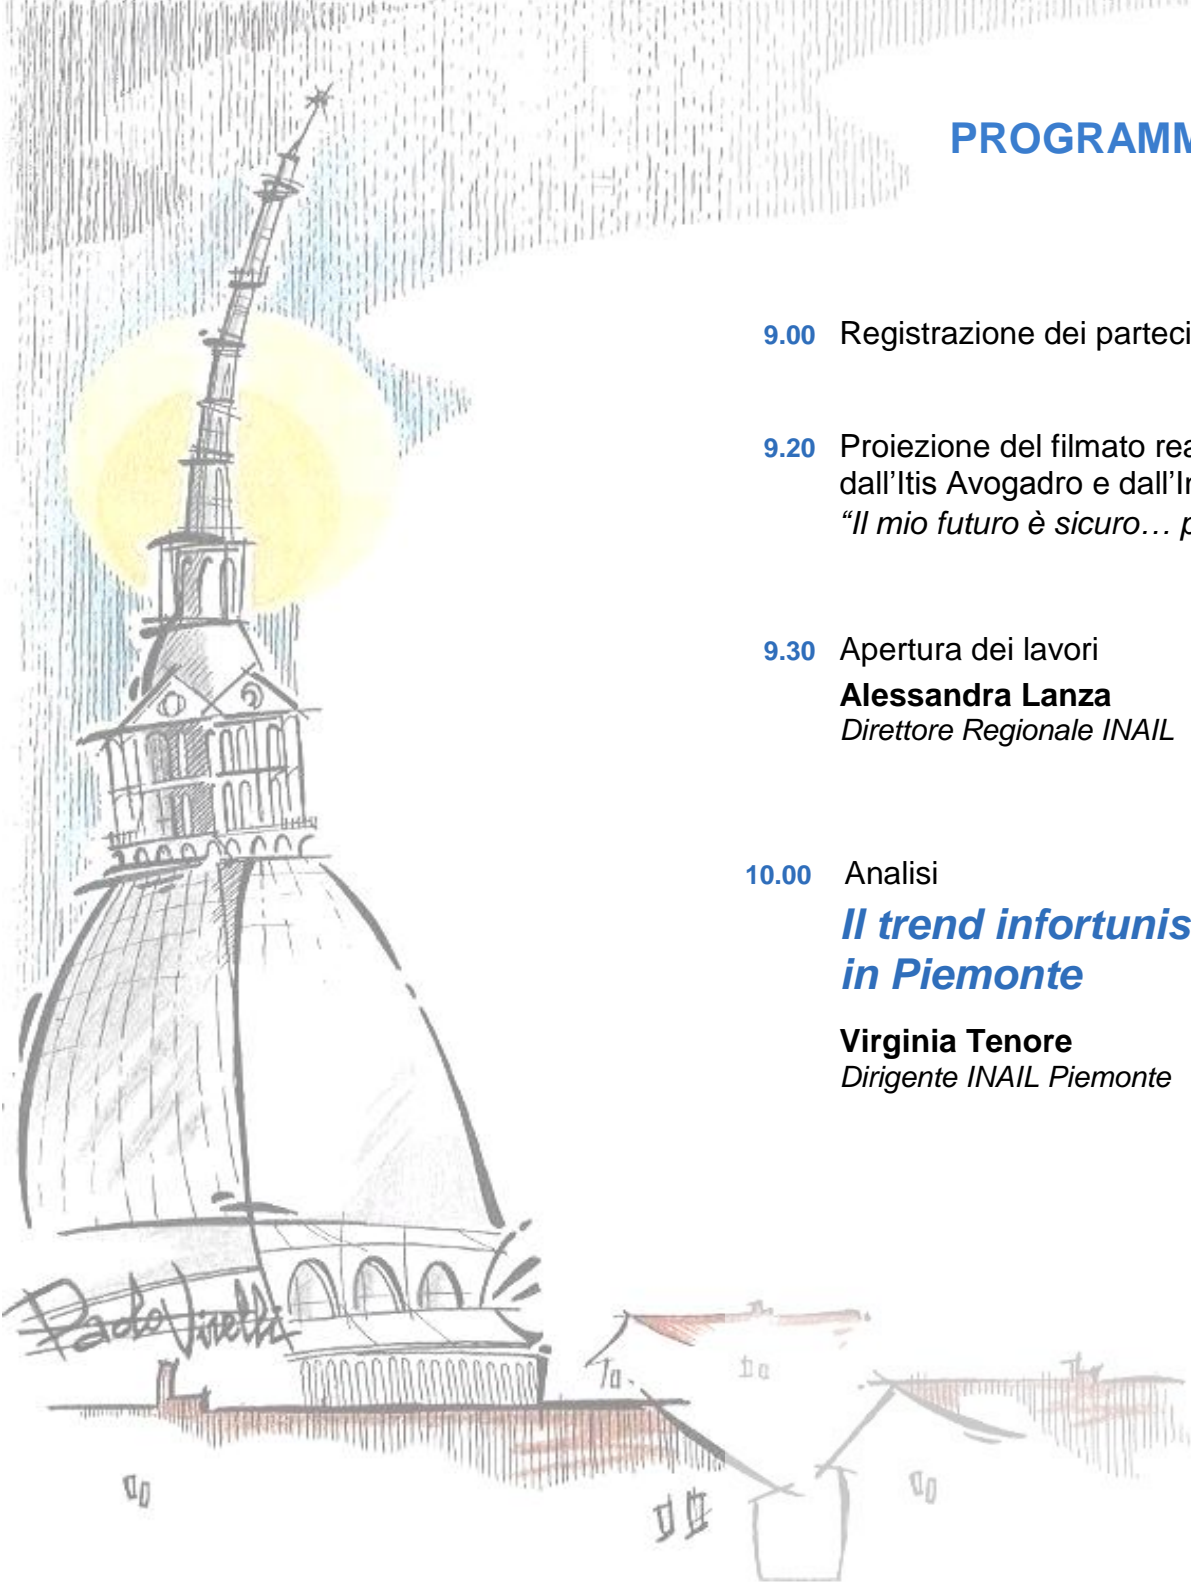 PROGRAMM
9.00 Registrazione dei parteci
9.20 Proiezione del filmato rea
dall’Itis Avogadro e dall’In
“Il mio futuro è sicuro… p
9.30 Apertura dei lavori
Alessandra Lanza
Direttore Regionale INAIL
10.00 Analisi
Il trend infortunis
in Piemonte
Virginia Tenore
Dirigente INAIL Piemonte